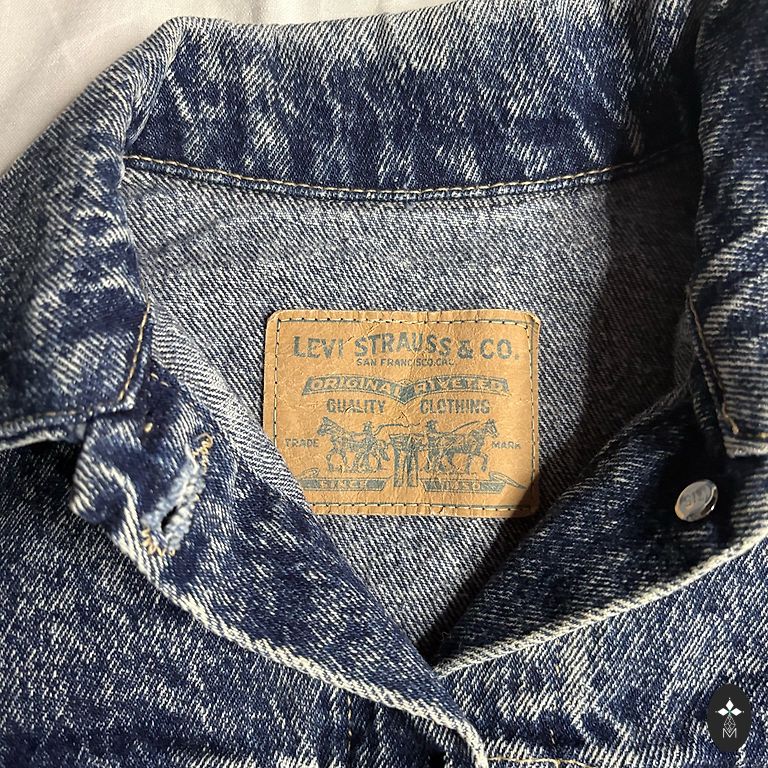 LEVI STRAUSS & CO.
SAN FRANCISCO, CAL.
ORIGINAL RIVETED
QUALITY CLOTHING
TRADE MARK